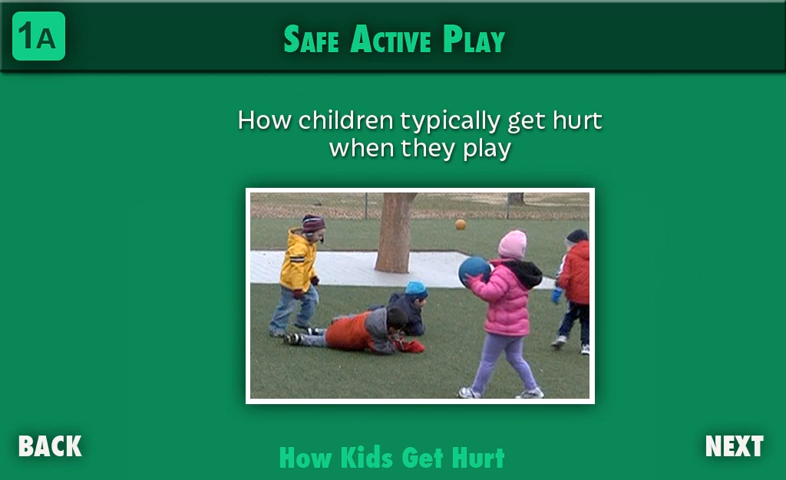 1A
Safe Active Play
How children typically get hurt
when they play
BACK
How Kids Get Hurt
NEXT